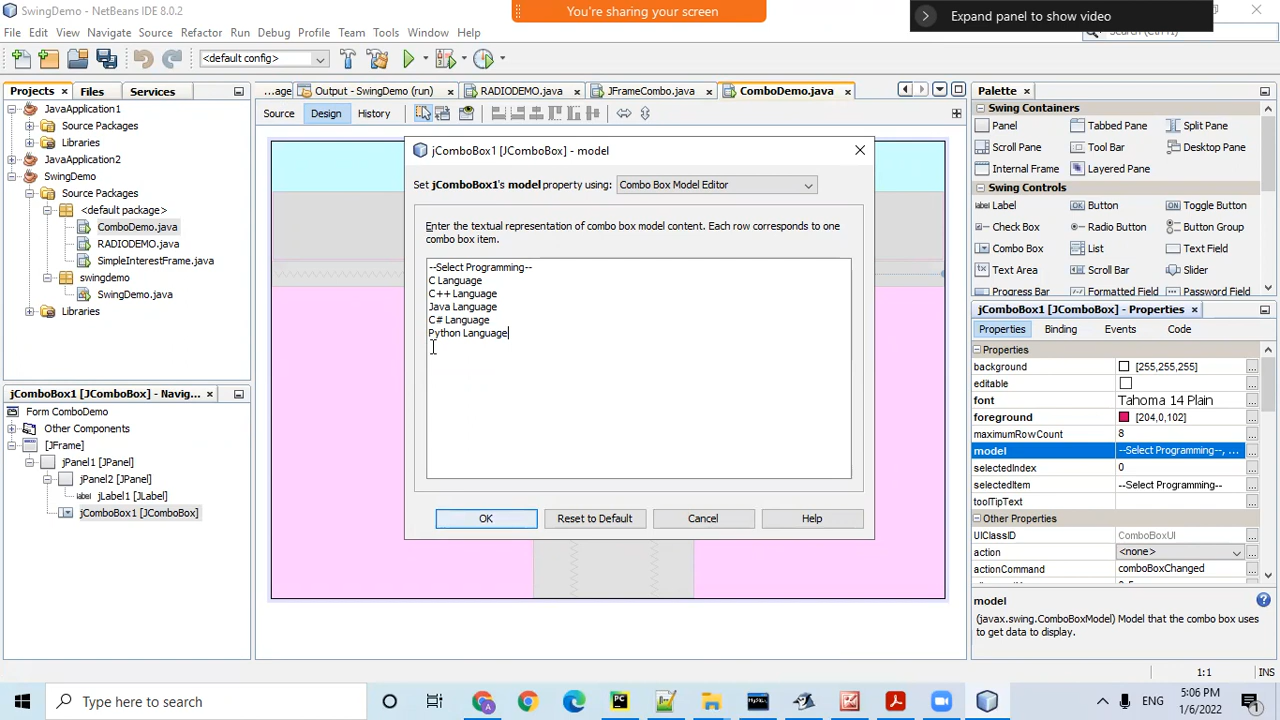 SwingDemo - NetBeans IDE 8.0.2
You're sharing your screen
Expand panel to show video
File Edit View Navigate Source Refactor Run Debug Profile Team Tools Window Help
<default config>
Projects Files Services
...age Output - SwingDemo (run) RADIODEMO.java JFrameCombo.java ComboDemo.java
Source Design History
JavaApplication1
Source Packages
Libraries
JavaApplication2
SwingDemo
Source Packages
<default package>
ComboDemo.java
RADIODEMO.java
SimpleInterestFrame.java
swingdemo
SwingDemo.java
Libraries
jComboBox1 [JComboBox] - Navig...
Form ComboDemo
Other Components
[JFrame]
jPanel1 [JPanel]
jPanel2 [JPanel]
jLabel1 [JLabel]
jComboBox1 [JComboBox]
jComboBox1 [JComboBox] - model
Set jComboBox1's model property using: Combo Box Model Editor
Enter the textual representation of combo box model content. Each row corresponds to one
combo box item.
--Select Programming--
C Language
C++ Language
Java Language
C# Language
Python Language
OK Reset to Default Cancel Help
Palette
Swing Containers
Panel Tabbed Pane Split Pane
Scroll Pane Tool Bar Desktop Pane
Internal Frame Layered Pane
Swing Controls
Label Button Toggle Button
Check Box Radio Button Button Group
Combo Box List Text Field
Text Area Scroll Bar Slider
Progress Bar Formatted Field Password Field
jComboBox1 [JComboBox] - Properties
Properties Binding Events Code
Properties
background [255,255,255]
editable
font Tahoma 14 Plain
foreground [204,0,102]
maximumRowCount 8
model --Select Programming--, ...
selectedIndex 0
selectedItem --Select Programming--
toolTipText
Other Properties
UIClassID ComboBoxUI
action <none>
actionCommand comboBoxChanged
model
(javax.swing.ComboBoxModel) Model that the combo box uses
to get data to display.
1:1 INS
Type here to search
ENG
5:06 PM
1/6/2022